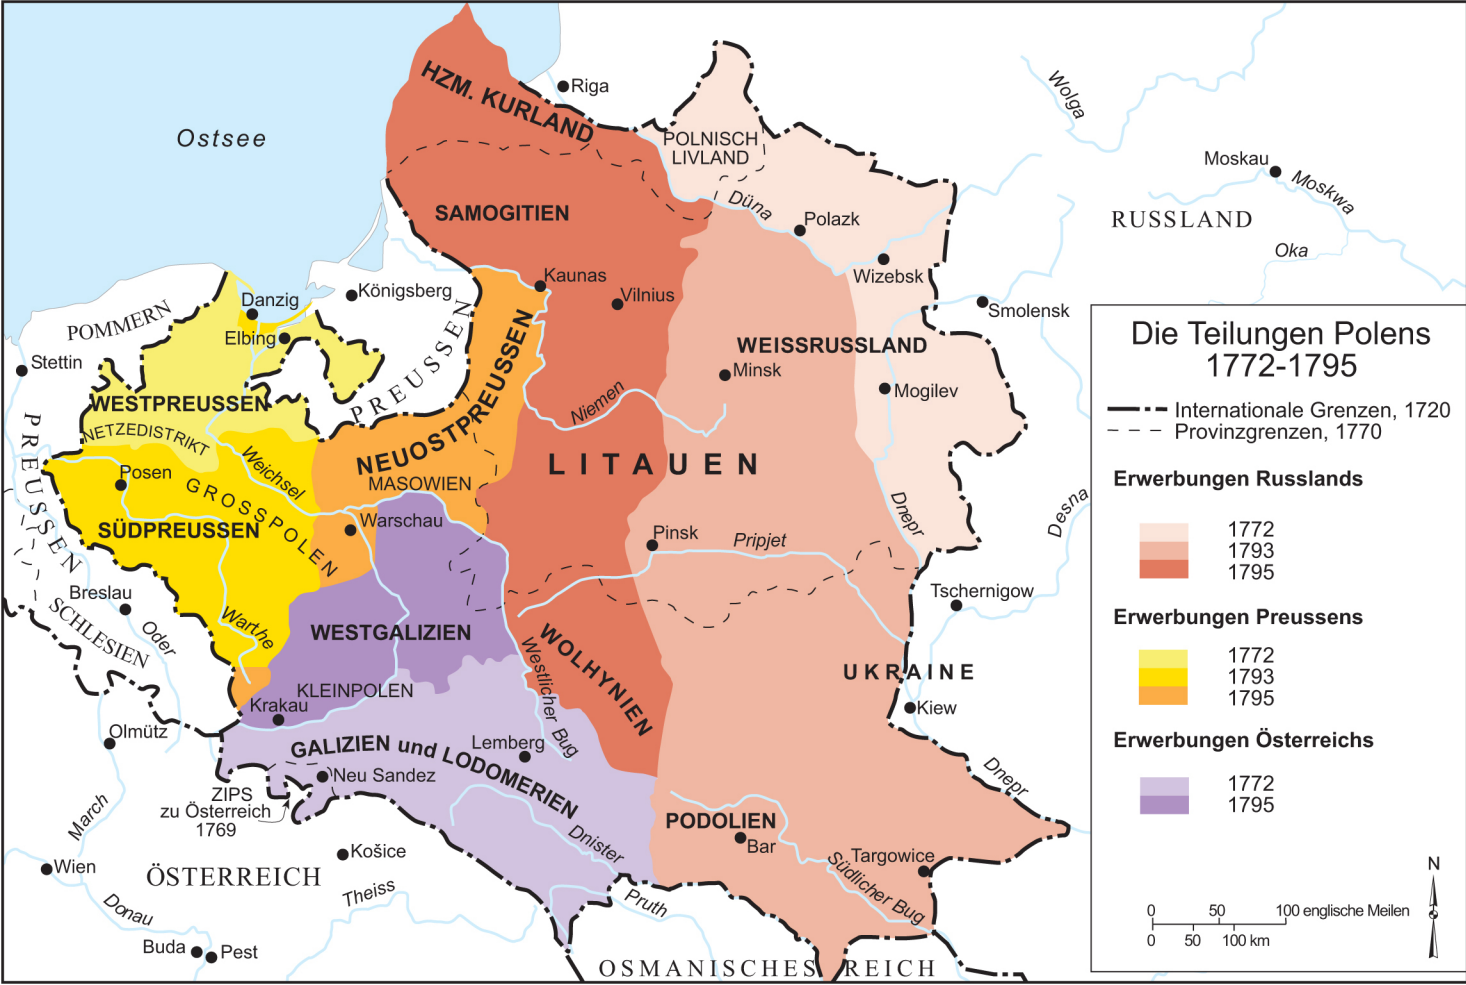 Ostsee
HZM. KURLAND
Riga
POLNISCH
LIVLAND
Wolga
Moskau
Moskwa
RUSSLAND
Oka
SAMOGITIEN
Düna
Polazk
Wizebsk
Smolensk
Kaunas
Vilnius
Königsberg
Danzig
Elbing
POMMERN
Stettin
PREUSSEN
WEISSRUSSLAND
Minsk
Mogilev
Niemen
WESTPREUSSEN
NETZEDISTRIKT
NEUOSTPREUSSEN
MASOWIEN
LITAUEN
PREUSSEN
Posen
Weichsel
GROSSPOLEN
SÜDPREUSSEN
Warschau
Pinsk
Pripjet
Dnepr
Desna
Tschernigow
Breslau
SCHLESIEN
Oder
Warthe
WESTGALIZIEN
WOLHYNIEN
Westlicher Bug
UKRAINE
Kiew
KLEINPOLEN
Krakau
Olmütz
GALIZIEN und LODOMERIEN
Lemberg
Neu Sandez
ZIPS
zu Österreich
1769
March
Dnepr
PODOLIEN
Bar
Targowice
Südlicher Bug
Dnister
Košice
Wien
ÖSTERREICH
Theiss
Pruth
Donau
Buda
Pest
OSMANISCHES REICH
Die Teilungen Polens
1772-1795
Internationale Grenzen, 1720
Provinzgrenzen, 1770
Erwerbungen Russlands
1772
1793
1795
Erwerbungen Preussens
1772
1793
1795
Erwerbungen Österreichs
1772
1795
N
0 50 100 englische Meilen
0 50 100 km